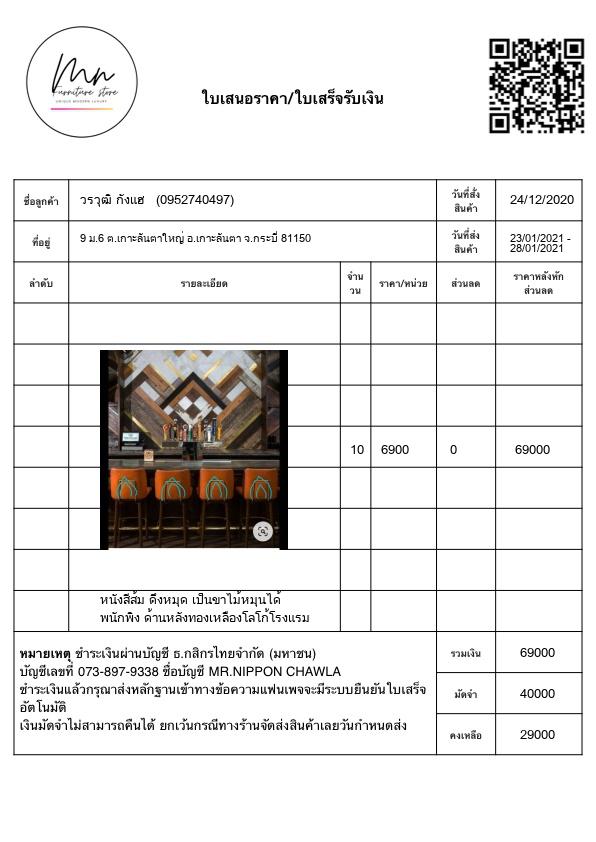 Mn
Furniture store
UNIQUE MODERN LUXURY
ใบเสนอราคา/ใบเสร็จรับเงิน
ชื่อลูกค้า วรวุฒิ กังแฮ (0952740497) วันที่สั่งสินค้า 24/12/2020
ที่อยู่ 9 ม.6 ต.เกาะลันตาใหญ่ อ.เกาะลันตา จ.กระบี่ 81150 วันที่ส่งสินค้า 23/01/2021 - 28/01/2021
ลำดับ รายละเอียด จำนวน ราคา/หน่วย ส่วนลด ราคาหลังหักส่วนลด
10 6900 0 69000
หนังสีส้ม ดึงหมุด เป็นขาไม้หมุนได้
พนักพิง ด้านหลังทองเหลืองโลโก้โรงแรม
หมายเหตุ ชำระเงินผ่านบัญชี ธ.กสิกรไทยจำกัด (มหาชน)
บัญชีเลขที่ 073-897-9338 ชื่อบัญชี MR.NIPPON CHAWLA
ชำระเงินแล้วกรุณาส่งหลักฐานเข้าทางข้อความแฟนเพจจะมีระบบยืนยันใบเสร็จ
อัตโนมัติ
เงินมัดจำไม่สามารถคืนได้ ยกเว้นกรณีทางร้านจัดส่งสินค้าเลยวันกำหนดส่ง
รวมเงิน 69000
มัดจำ 40000
คงเหลือ 29000